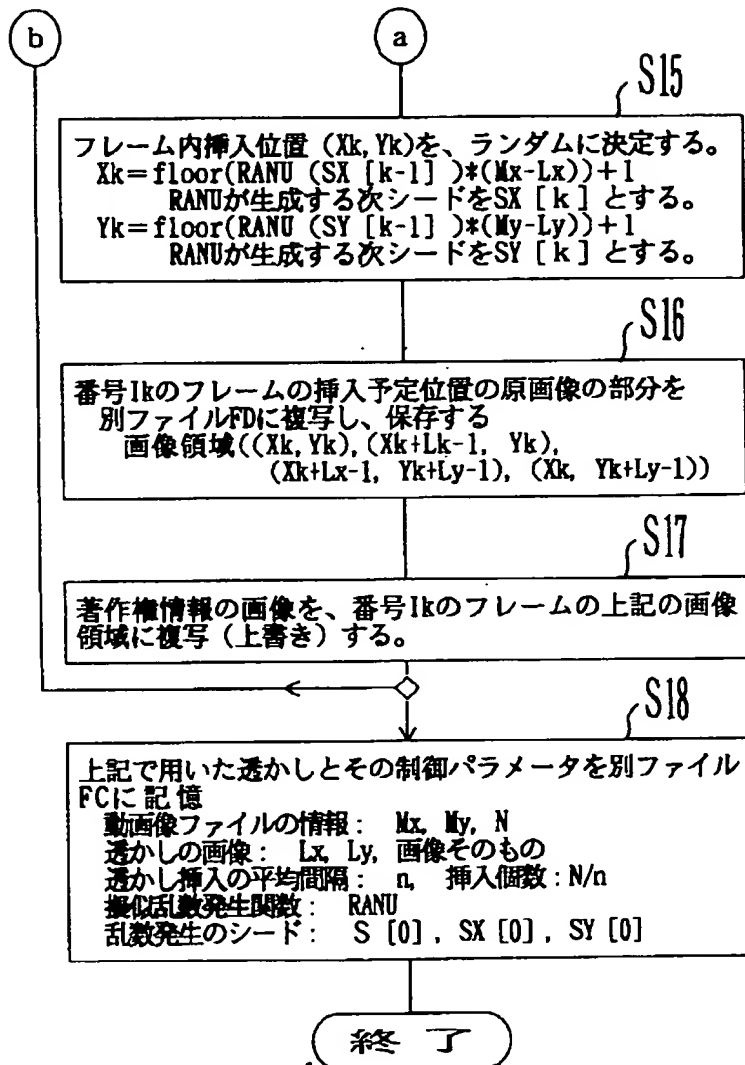 b
a
S15
フレーム内挿入位置 (Xk,Yk)を、ランダムに決定する。
Xk=floor(RANU (SX [k-1] )*(Mx-Lx))+1
RANUが生成する次シードをSX [k] とする。
Yk=floor(RANU (SY [k-1] )*(My-Ly))+1
RANUが生成する次シードをSY [k] とする。
S16
番号Ikのフレームの挿入予定位置の原画像の部分を
別ファイルFDに複写し、保存する
画像領域((Xk,Yk),(Xk+Lk-1, Yk),
(Xk+Lx-1, Yk+Ly-1), (Xk, Yk+Ly-1))
S17
著作権情報の画像を、番号Ikのフレームの上記の画像
領域に複写（上書き）する。
S18
上記で用いた透かしとその制御パラメータを別ファイル
FCに記憶
動画像ファイルの情報： Mx, My, N
透かしの画像： Lx, Ly, 画像そのもの
透かし挿入の平均間隔： n, 挿入個数：N/n
擬似乱数発生関数： RANU
乱数発生のシード： S [0] , SX [0] , SY [0]
終 了